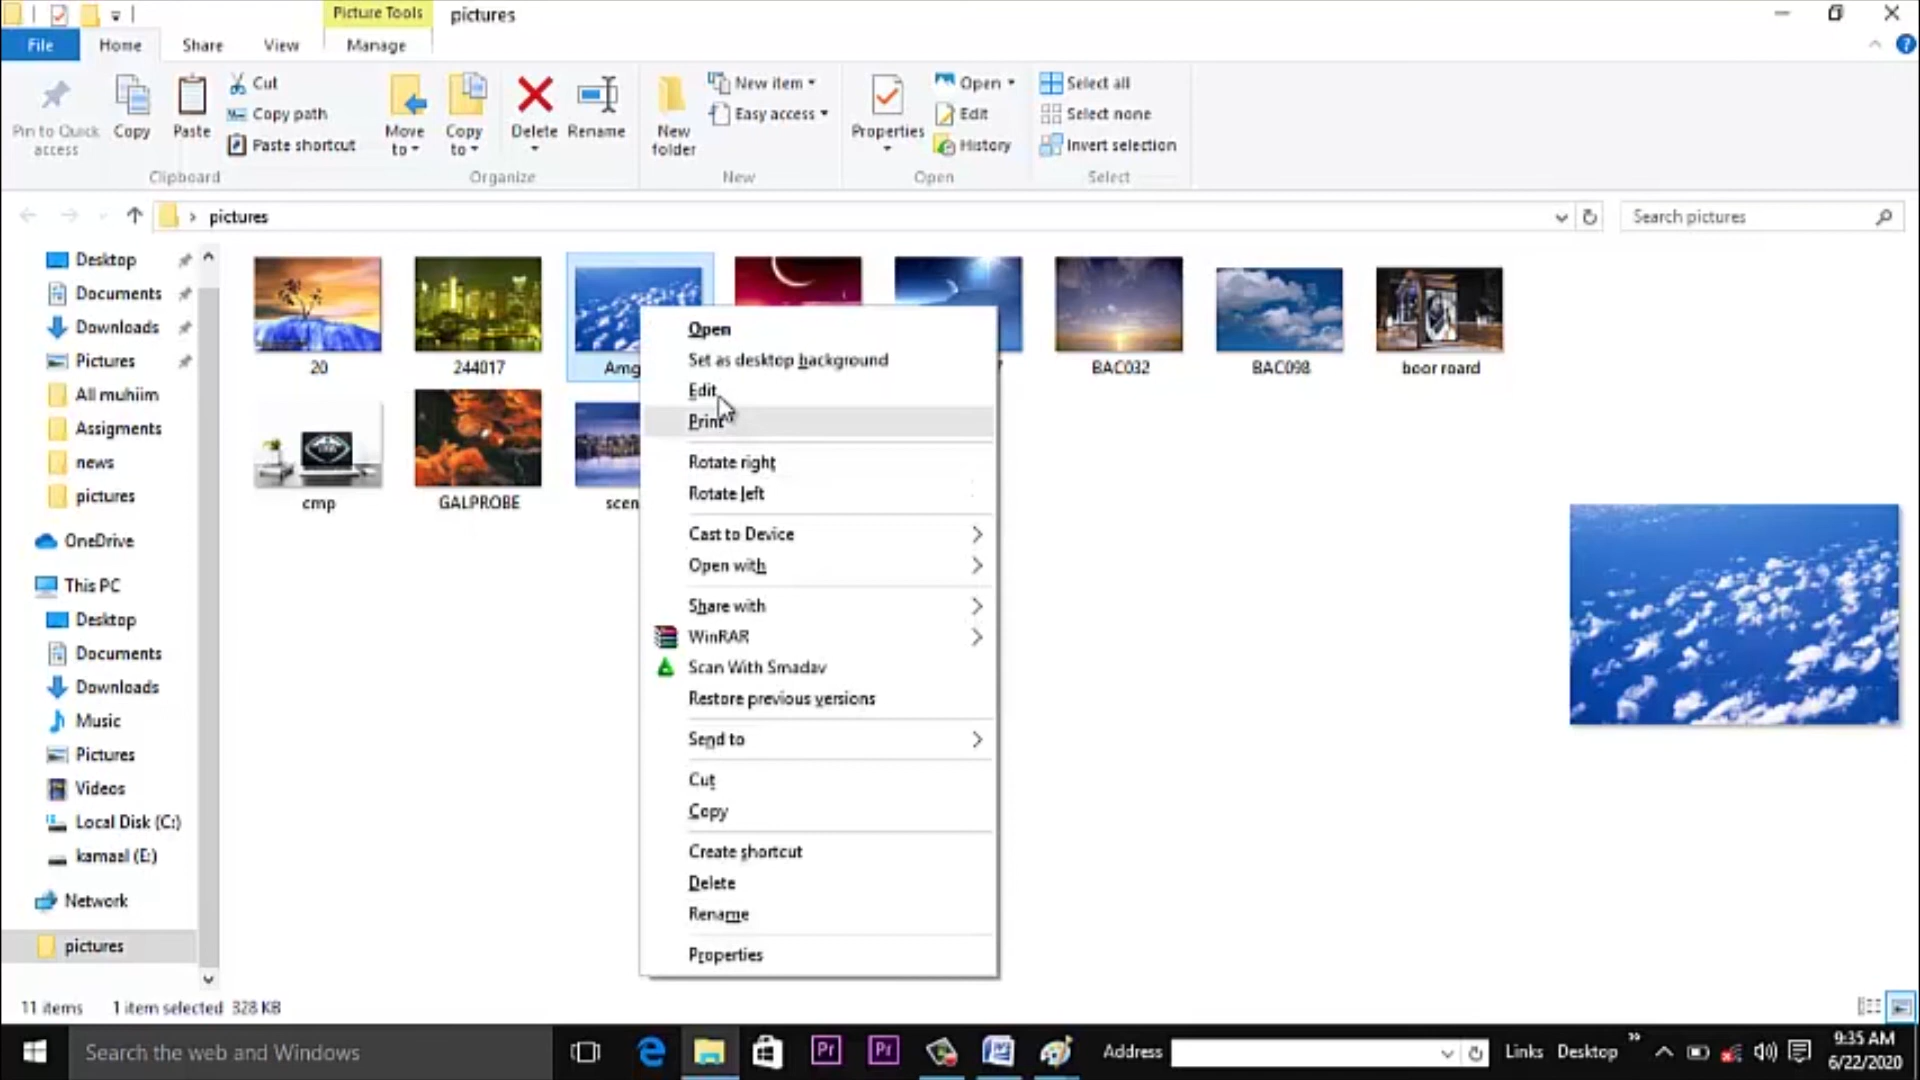 Picture Tools
pictures
File
Home
Share
View
Manage
Pin to Quick access
Copy
Paste
Cut
Copy path
Paste shortcut
Clipboard
Move to
Copy to
Delete
Rename
Organize
New folder
New item
Easy access
New
Properties
Open
Edit
History
Open
Select all
Select none
Invert selection
Select
pictures
Search pictures
Desktop
Documents
Downloads
Pictures
All muhiim
Assigments
news
pictures
OneDrive
This PC
Desktop
Documents
Downloads
Music
Pictures
Videos
Local Disk (C:)
kamaal (E:)
Network
pictures
20
244017
Amg
BAC032
BAC098
boor roard
cmp
GALPROBE
scen
Open
Set as desktop background
Edit
Print
Rotate right
Rotate left
Cast to Device
Open with
Share with
WinRAR
Scan With Smadav
Restore previous versions
Send to
Cut
Copy
Create shortcut
Delete
Rename
Properties
11 items
1 item selected 328 KB
Search the web and Windows
Pr
Pr
Address
Links
Desktop
9:35 AM
6/22/2020